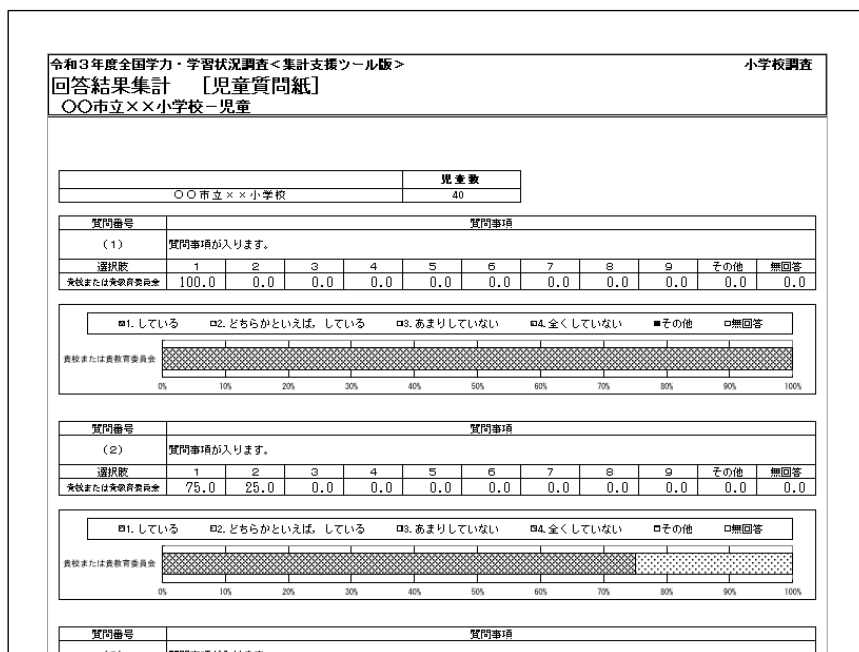 令和３年度全国学力・学習状況調査＜集計支援ツール版＞ 小学校調査
回答結果集計 ［児童質問紙］
〇〇市立××小学校－児童
児童数
〇〇市立××小学校 40
質問番号 質問事項
（１） 質問事項が入ります。
選択肢 1 2 3 4 5 6 7 8 9 その他 無回答
貴校または貴教育委員会 100.0 0.0 0.0 0.0 0.0 0.0 0.0 0.0 0.0 0.0 0.0
1. している 2. どちらかといえば，している 3. あまりしていない 4. 全くしていない その他 無回答
貴校または貴教育委員会
0% 10% 20% 30% 40% 50% 60% 70% 80% 90% 100%
質問番号 質問事項
（２） 質問事項が入ります。
選択肢 1 2 3 4 5 6 7 8 9 その他 無回答
貴校または貴教育委員会 75.0 25.0 0.0 0.0 0.0 0.0 0.0 0.0 0.0 0.0 0.0
1. している 2. どちらかといえば，している 3. あまりしていない 4. 全くしていない その他 無回答
貴校または貴教育委員会
0% 10% 20% 30% 40% 50% 60% 70% 80% 90% 100%
質問番号 質問事項